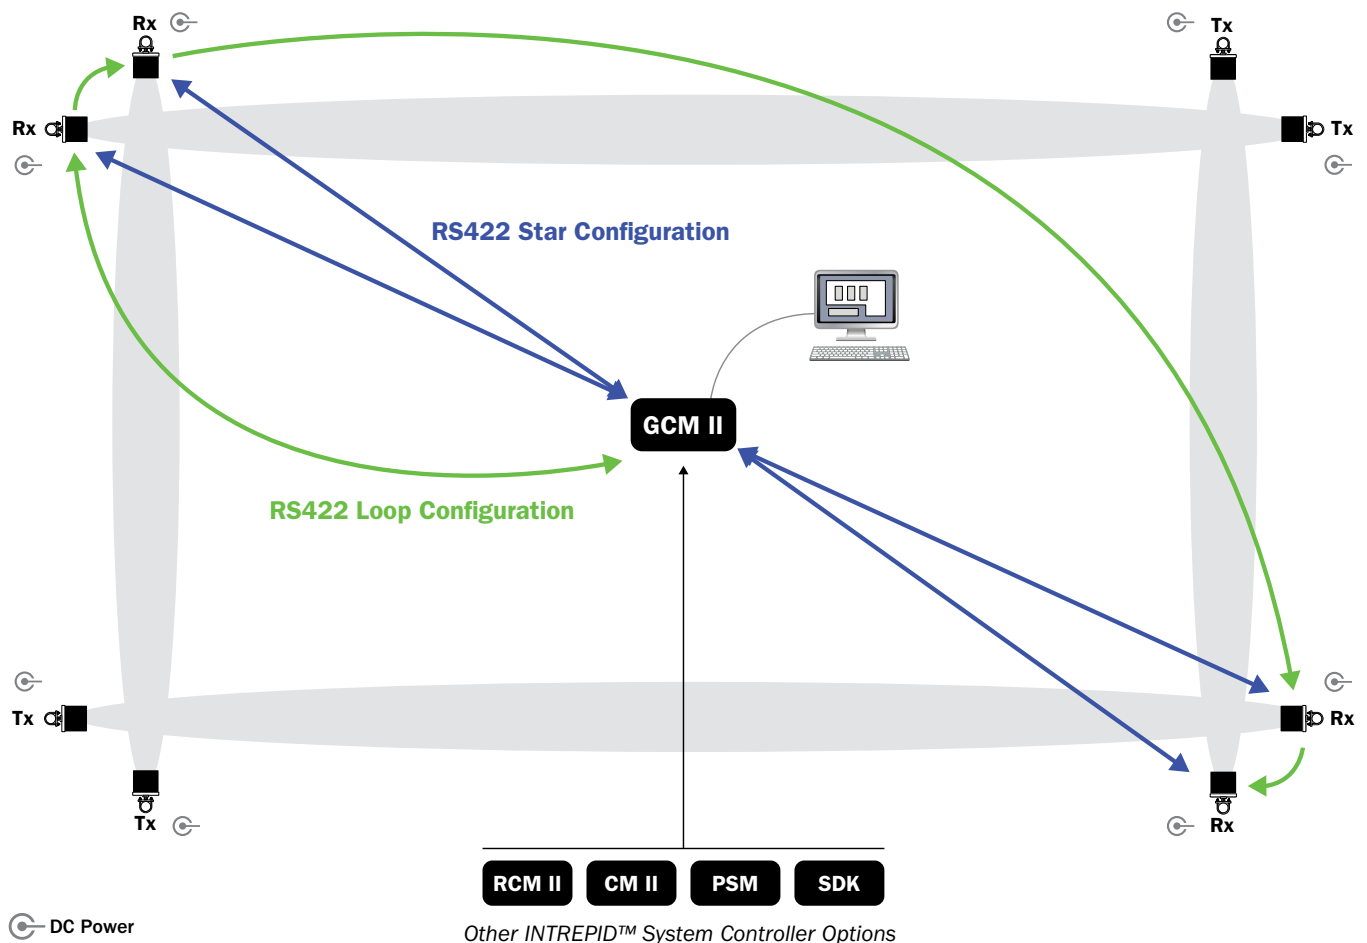 Rx
Tx
Rx
Tx
RS422 Star Configuration
GCM II
RS422 Loop Configuration
Tx
Rx
Tx
Rx
RCM II
CM II
PSM
SDK
DC Power
Other INTREPID™ System Controller Options